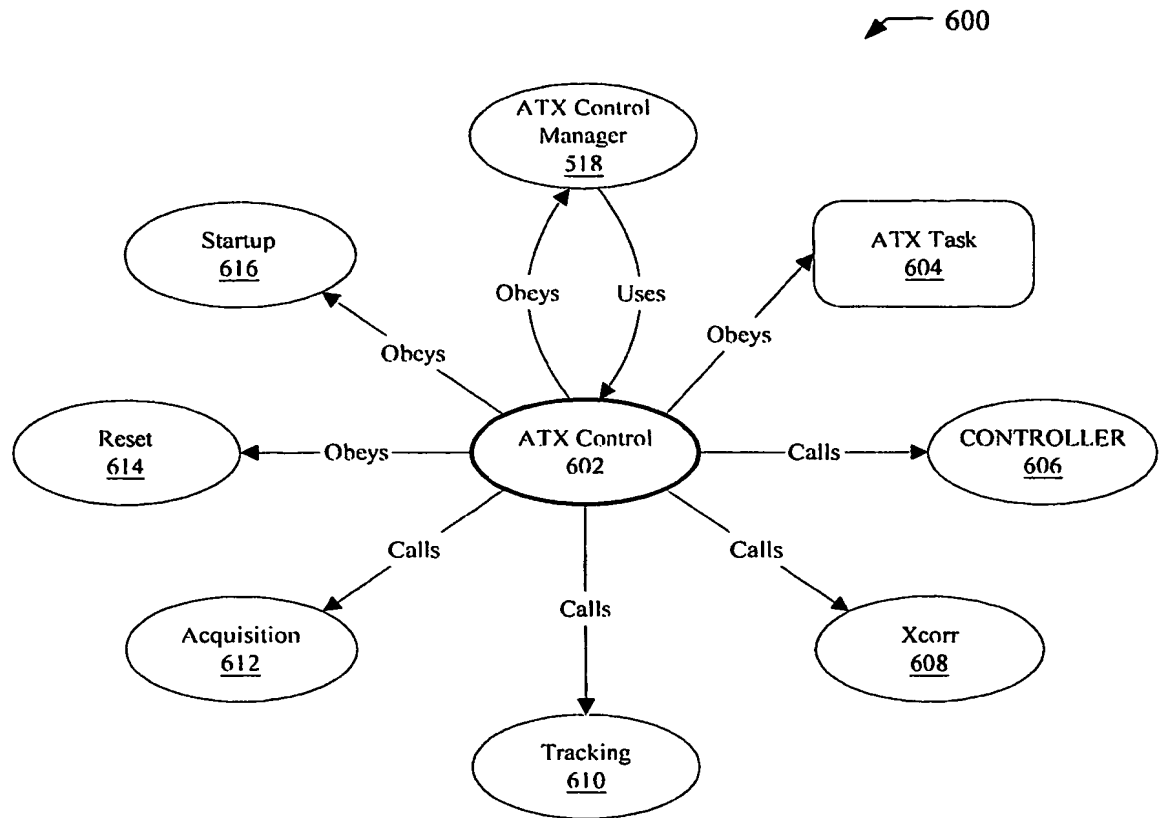 600
ATX Control
Manager
518
Startup
616
ATX Task
604
Obeys
Uses
Obeys
Obeys
Reset
614
Obeys
ATX Control
602
Calls
CONTROLLER
606
Calls
Calls
Calls
Acquisition
612
Xcorr
608
Tracking
610